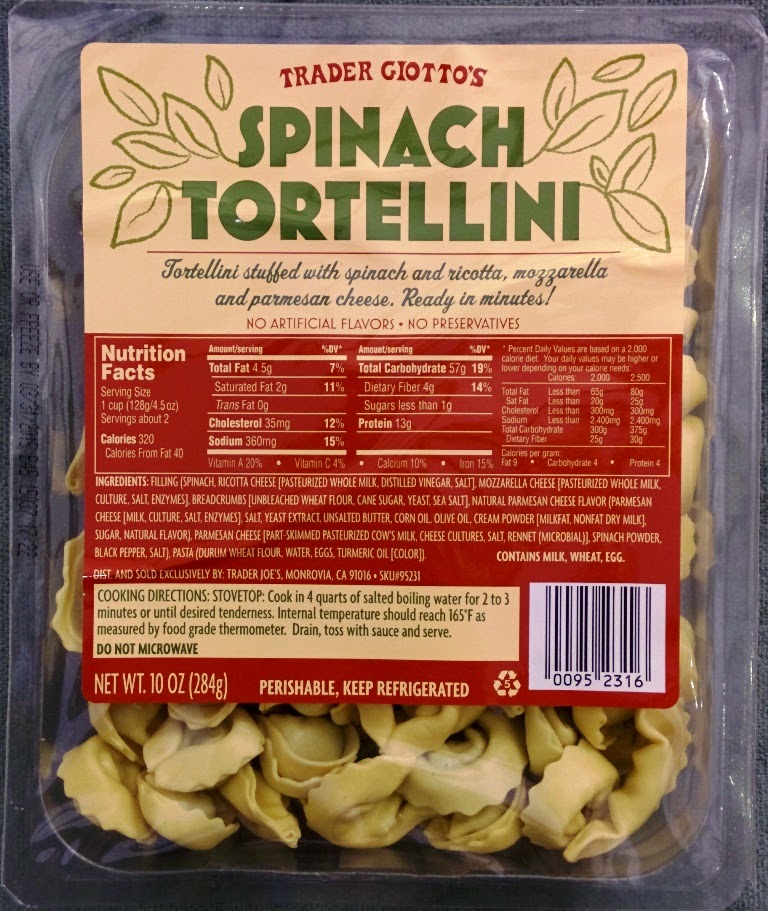 TRADER GIOTTO'S
SPINACH
TORTELLINI
Tortellini stuffed with spinach and ricotta, mozzarella
and parmesan cheese. Ready in minutes!
NO ARTIFICIAL FLAVORS • NO PRESERVATIVES
Nutrition
Facts
Serving Size
1 cup (128g/4.5 oz)
Servings about 2
Calories 320
Calories From Fat 40
Amount/serving %DV*
Total Fat 4.5g 7%
Saturated Fat 2g 11%
Trans Fat 0g
Cholesterol 35mg 12%
Sodium 360mg 15%
Amount/serving %DV*
Total Carbohydrate 57g 19%
Dietary Fiber 4g 14%
Sugars less than 1g
Protein 13g
Vitamin A 20% • Vitamin C 4% • Calcium 10% • Iron 15%
* Percent Daily Values are based on a 2,000
calorie diet. Your daily values may be higher or
lower depending on your calorie needs:
Calories: 2,000 2,500
Total Fat Less than 65g 80g
Sat Fat Less than 20g 25g
Cholesterol Less than 300mg 300mg
Sodium Less than 2,400mg 2,400mg
Total Carbohydrate 300g 375g
Dietary Fiber 25g 30g
Calories per gram:
Fat 9 • Carbohydrate 4 • Protein 4
INGREDIENTS: FILLING (SPINACH, RICOTTA CHEESE [PASTEURIZED WHOLE MILK, DISTILLED VINEGAR, SALT], MOZZARELLA CHEESE [PASTEURIZED WHOLE MILK,
CULTURE, SALT, ENZYMES], BREADCRUMBS [UNBLEACHED WHEAT FLOUR, CANE SUGAR, YEAST, SEA SALT], NATURAL PARMESAN CHEESE FLAVOR (PARMESAN
CHEESE [MILK, CULTURE, SALT, ENZYMES], SALT, YEAST EXTRACT, UNSALTED BUTTER, CORN OIL, OLIVE OIL, CREAM POWDER [MILKFAT, NONFAT DRY MILK],
SUGAR, NATURAL FLAVOR), PARMESAN CHEESE [PART-SKIMMED PASTEURIZED COW'S MILK, CHEESE CULTURES, SALT, RENNET (MICROBIAL)], SPINACH POWDER,
BLACK PEPPER, SALT), PASTA (DURUM WHEAT FLOUR, WATER, EGGS, TURMERIC OIL [COLOR]).
CONTAINS MILK, WHEAT, EGG.
DIST. AND SOLD EXCLUSIVELY BY: TRADER JOE'S, MONROVIA, CA 91016 • SKU#95231
COOKING DIRECTIONS: STOVETOP: Cook in 4 quarts of salted boiling water for 2 to 3
minutes or until desired tenderness. Internal temperature should reach 165°F as
measured by food grade thermometer. Drain, toss with sauce and serve.
DO NOT MICROWAVE
0095 2316
NET WT. 10 OZ (284g)
PERISHABLE, KEEP REFRIGERATED
5